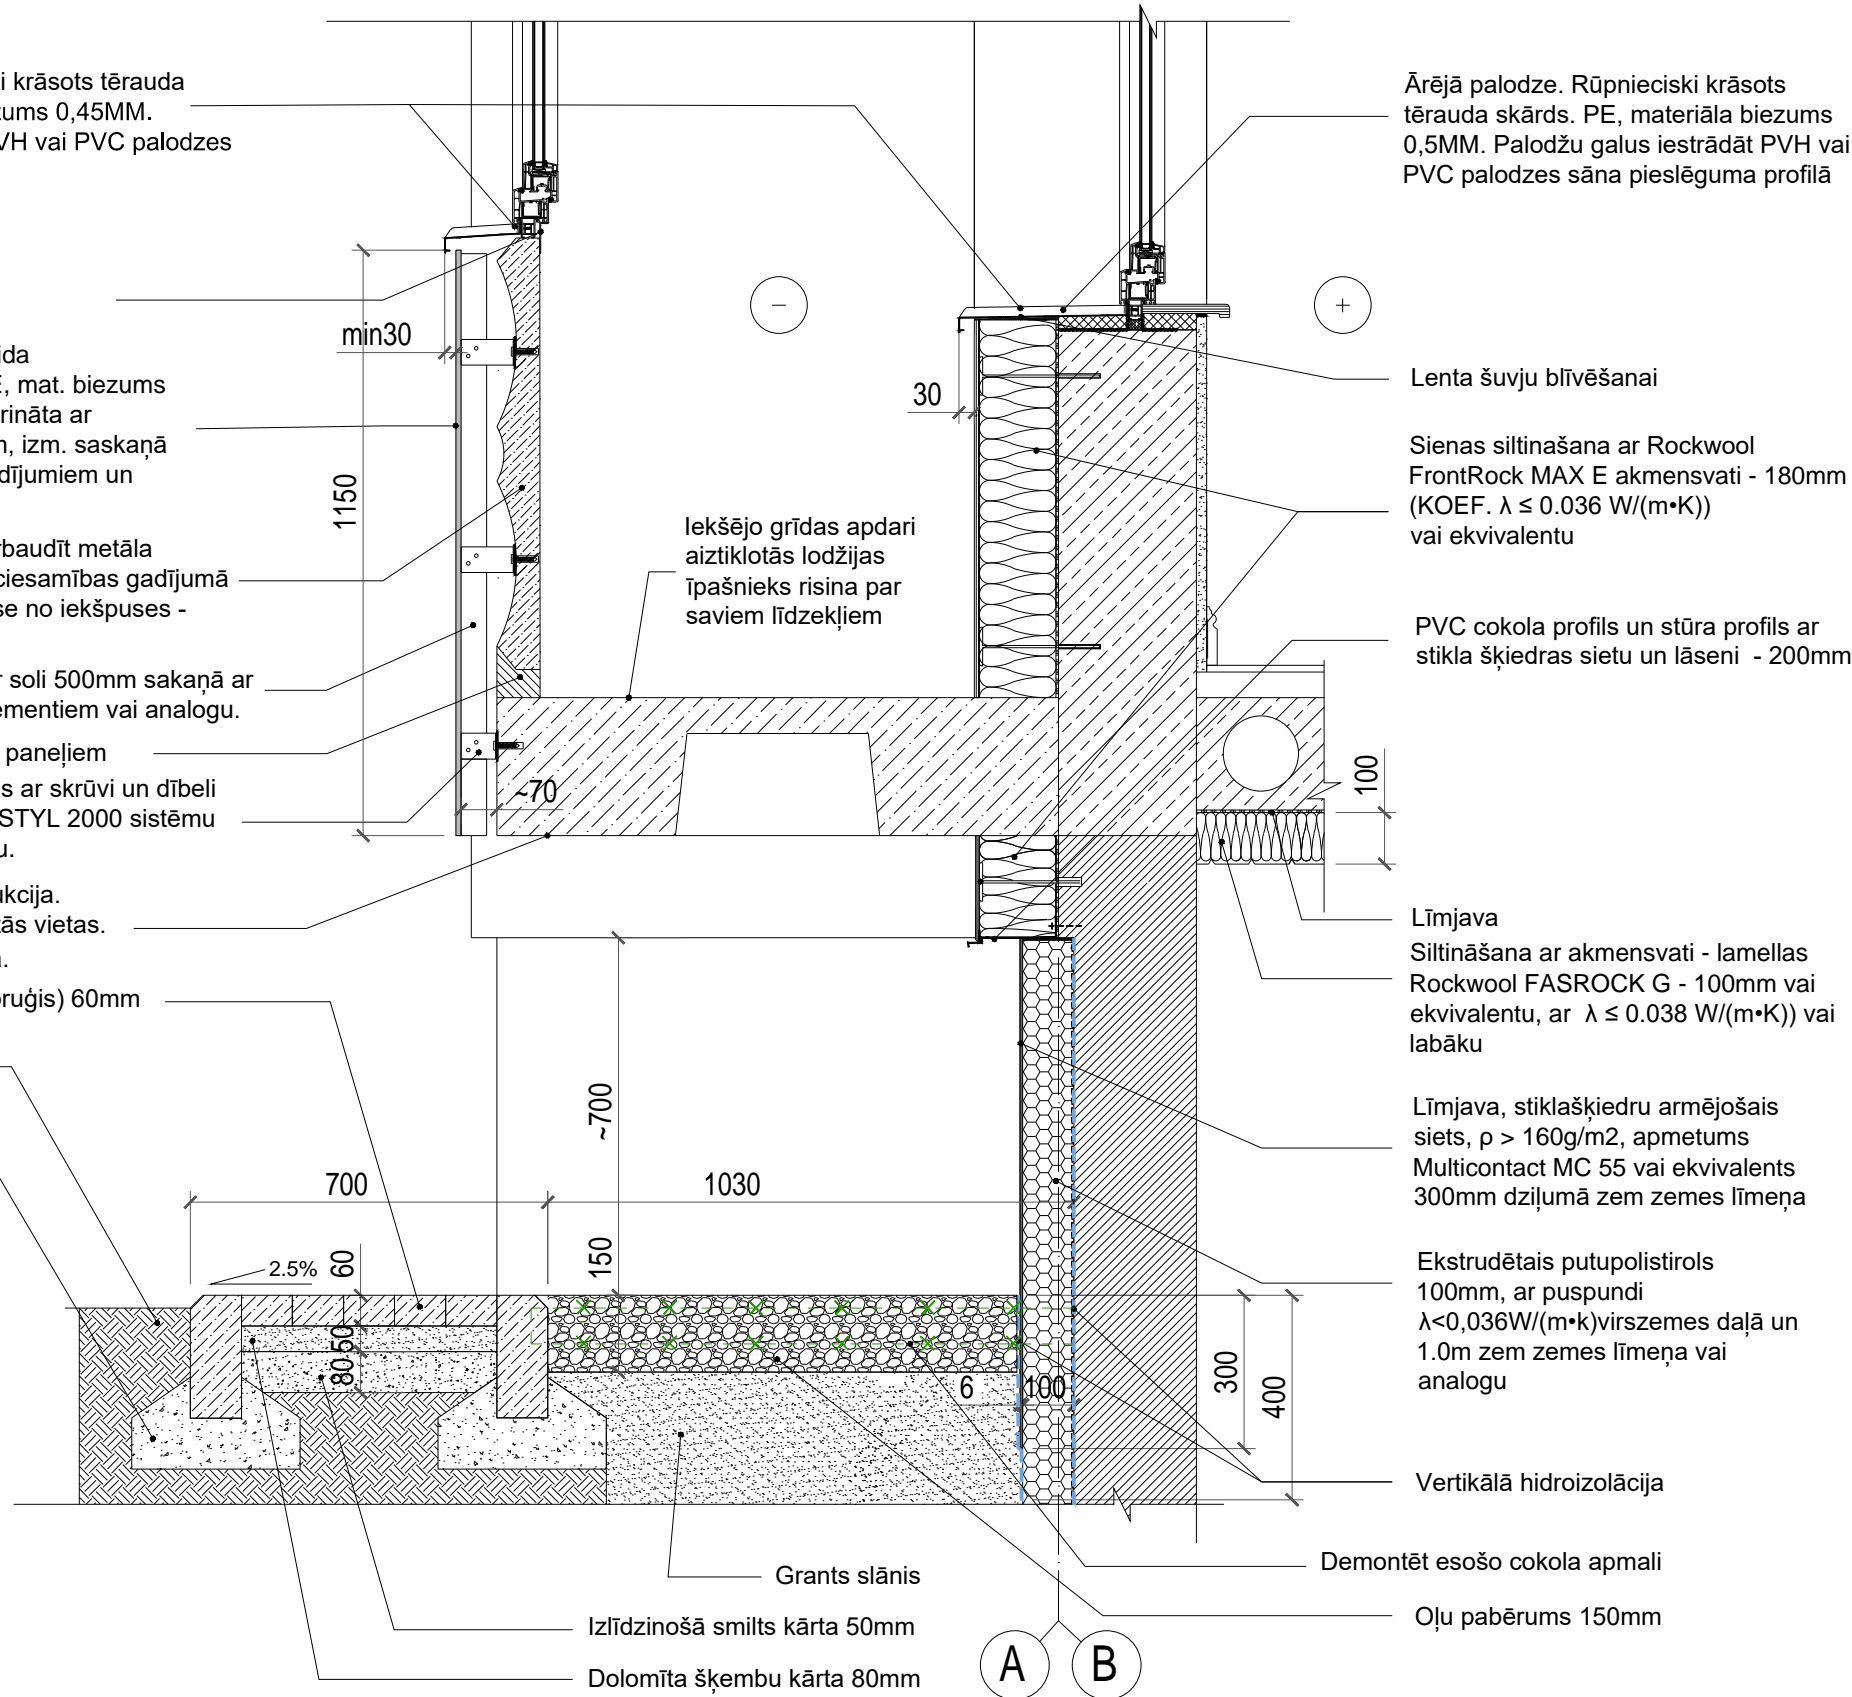 i krāsots tērauda
zums 0,45MM.
VH vai PVC palodzes
Ārējā palodze. Rūpnieciski krāsots
tērauda skārds. PE, materiāla biezums
0,5MM. Palodžu galus iestrādāt PVH vai
PVC palodzes sāna pieslēguma profilā
−
+
min30
30
1150
ida
E, mat. biezums
rināta ar
n, izm. saskaņā
dījumiem un
Lenta šuvju blīvēšanai
Sienas siltinašana ar Rockwool
FrontRock MAX E akmensvati - 180mm
(KOEF. λ ≤ 0.036 W/(m•K))
vai ekvivalentu
rbaudīt metāla
ciesamības gadījumā
se no iekšpuses -
Iekšējo grīdas apdari
aiztiklotās lodžijas
īpašnieks risina par
saviem līdzekļiem
PVC cokola profils un stūra profils ar
stikla šķiedras sietu un lāseni - 200mm
r soli 500mm sakaņā ar
ementiem vai analogu.
paneļiem
s ar skrūvi un dībeli
STYL 2000 sistēmu
u.
~70
100
ukcija.
tās vietas.
a.
Līmjava
Siltināšana ar akmensvati - lamellas
Rockwool FASROCK G - 100mm vai
ekvivalentu, ar λ ≤ 0.038 W/(m•K)) vai
labāku
oruģis) 60mm
~700
Līmjava, stiklašķiedru armējošais
siets, ρ > 160g/m2, apmetums
Multicontact MC 55 vai ekvivalents
300mm dziļumā zem zemes līmeņa
700
1030
150
2.5%
60
50
80
6
100
300
400
Ekstrudētais putupolistirols
100mm, ar puspundi
λ<0,036W/(m•k)virszemes daļā un
1.0m zem zemes līmeņa vai
analogu
Vertikālā hidroizolācija
Demontēt esošo cokola apmali
Grants slānis
Oļu pabērums 150mm
Izlīdzinošā smilts kārta 50mm
Dolomīta šķembu kārta 80mm
A
B